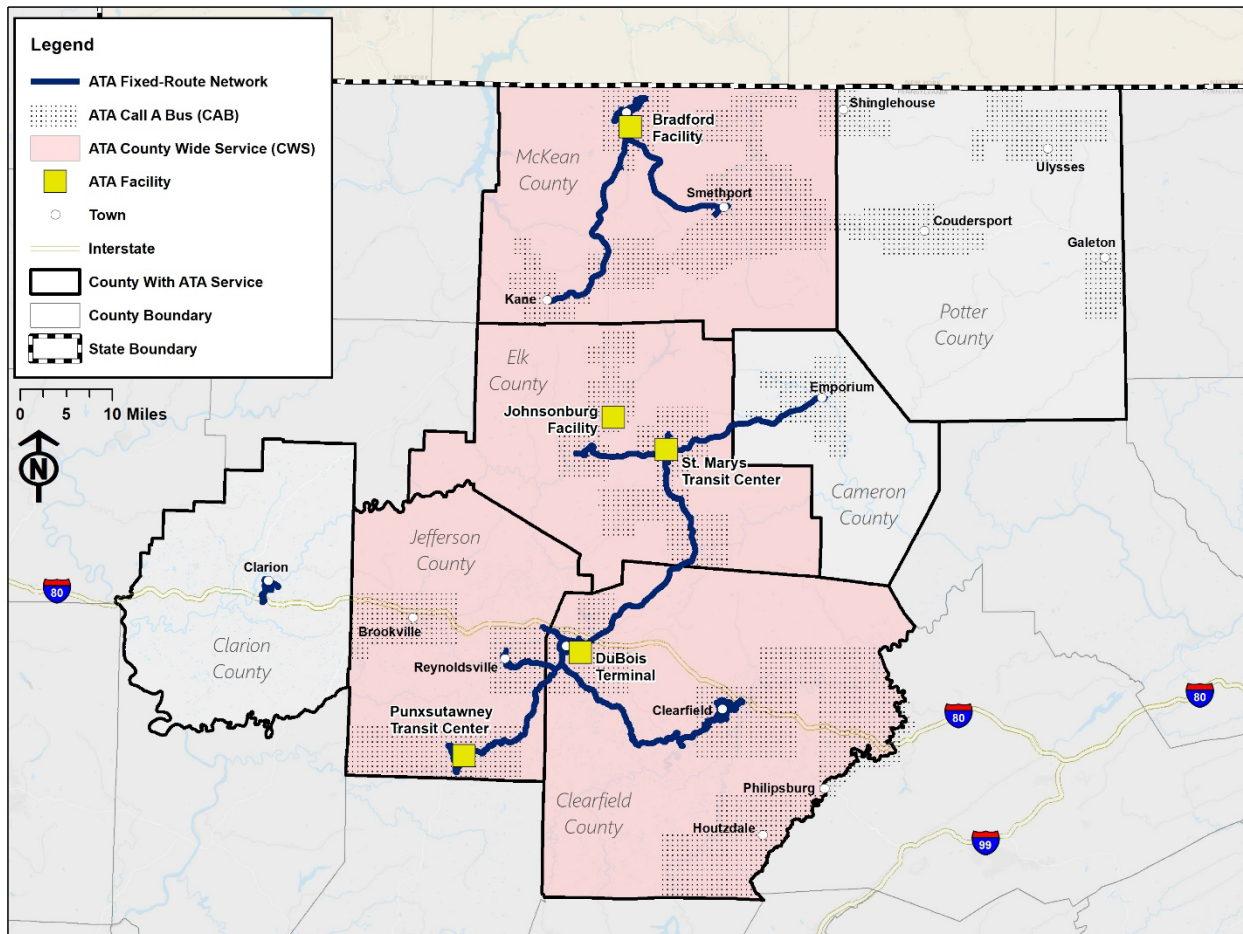 Legend
ATA Fixed-Route Network
ATA Call A Bus (CAB)
ATA County Wide Service (CWS)
ATA Facility
Town
Interstate
County With ATA Service
County Boundary
State Boundary
0 5 10 Miles
N
NEW YORK
PENNSYLVANIA
Bradford
Facility
McKean
County
Smethport
Kane
Shinglehouse
Ulysses
Coudersport
Galeton
Potter
County
Elk
County
Johnsonburg
Facility
Emporium
St. Marys
Transit Center
Cameron
County
Jefferson
County
Clarion
80
Clarion
County
Brookville
Reynoldsville
DuBois
Terminal
Punxsutawney
Transit Center
Clearfield
80
80
Philipsburg
Clearfield
County
Houtzdale
99